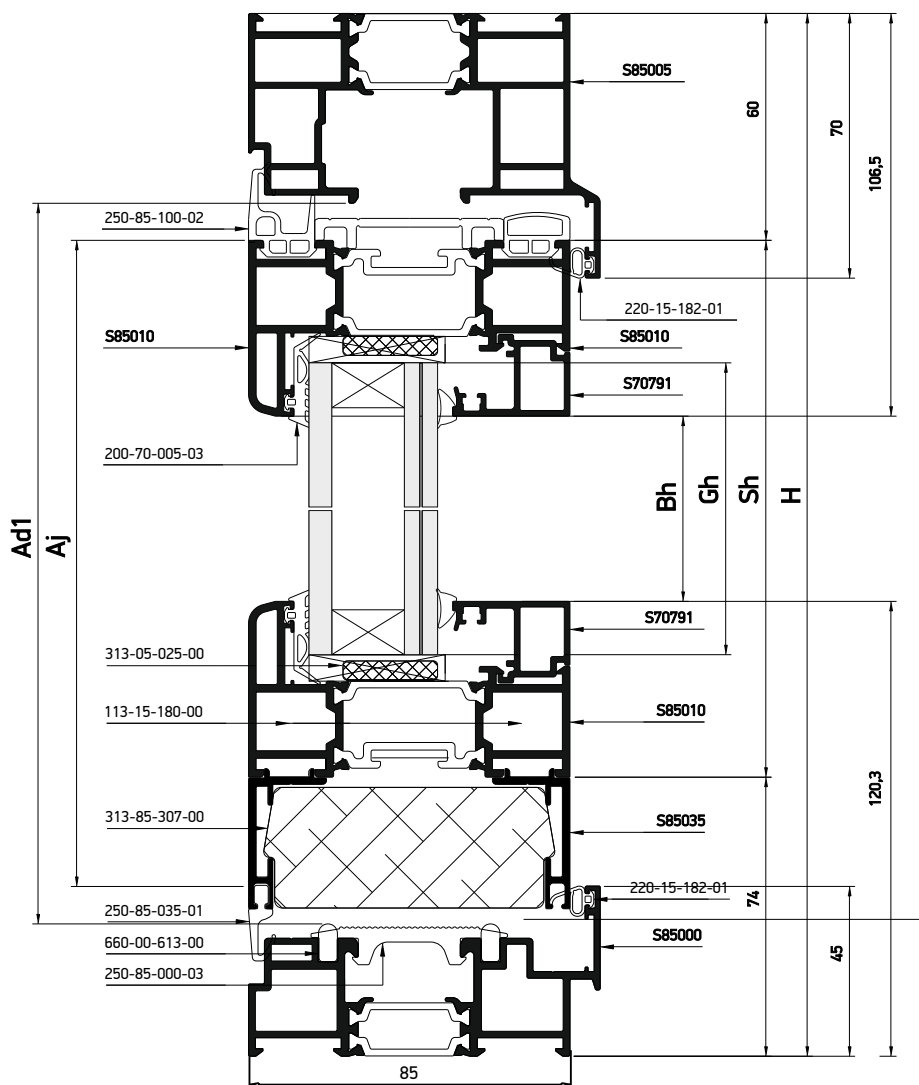 S85005
60
70
106,5
250-85-100-02
220-15-182-01
S85010
S85010
S70791
200-70-005-03
Ad1
Aj
Bh
Gh
Sh
H
S70791
313-05-025-00
113-15-180-00
S85010
313-85-307-00
S85035
120,3
74
220-15-182-01
250-85-035-01
S85000
660-00-613-00
45
250-85-000-03
85